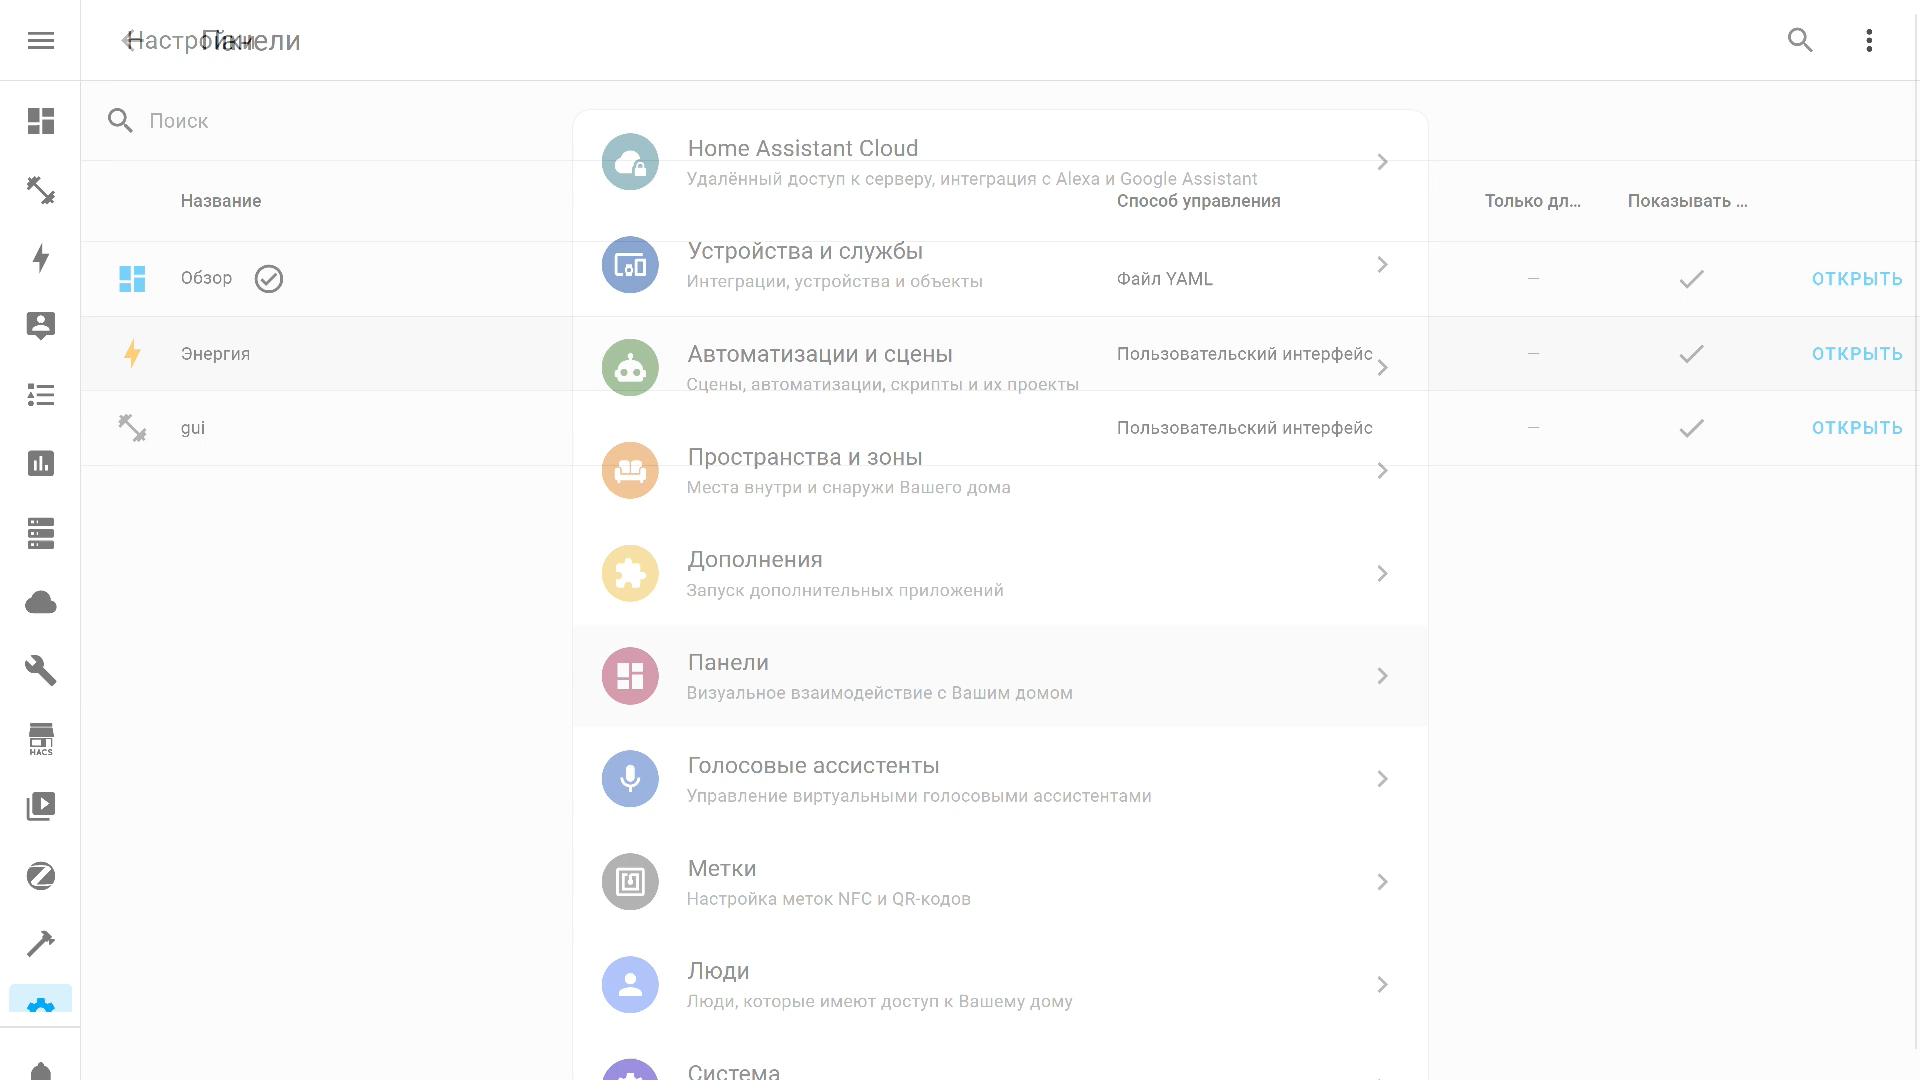 Настройки
Панели
Поиск
Название
Способ управления
Только дл...
Показывать ...
Обзор
Файл YAML
—
ОТКРЫТЬ
Энергия
Пользовательский интерфейс
—
ОТКРЫТЬ
gui
Пользовательский интерфейс
—
ОТКРЫТЬ
Home Assistant Cloud
Удалённый доступ к серверу, интеграция с Alexa и Google Assistant
Устройства и службы
Интеграции, устройства и объекты
Автоматизации и сцены
Сцены, автоматизации, скрипты и их проекты
Пространства и зоны
Места внутри и снаружи Вашего дома
Дополнения
Запуск дополнительных приложений
Панели
Визуальное взаимодействие с Вашим домом
Голосовые ассистенты
Управление виртуальными голосовыми ассистентами
Метки
Настройка меток NFC и QR-кодов
Люди
Люди, которые имеют доступ к Вашему дому
Система
HACS